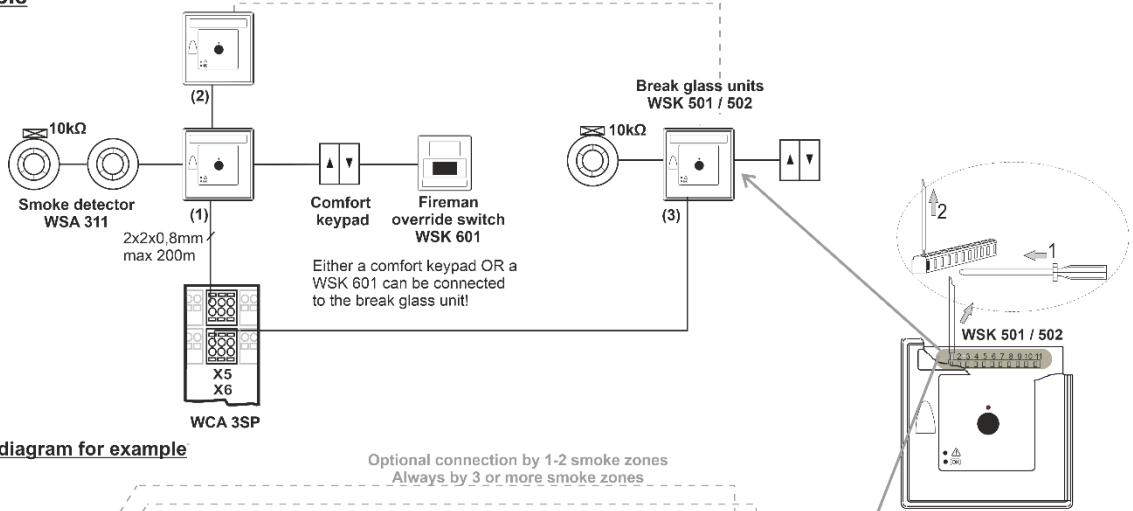 (2)
10kΩ
Smoke detector
WSA 311
(1)
2x2x0,8mm
max 200m
Comfort
keypad
Fireman
override switch
WSK 601
Either a comfort keypad OR a
WSK 601 can be connected
to the break glass unit!
Break glass units
WSK 501 / 502
10kΩ
(3)
X5
X6
WCA 3SP
2
1
WSK 501 / 502
1 2 3 4 5 6 7 8 9 10 11
diagram for example
Optional connection by 1-2 smoke zones
Always by 3 or more smoke zones